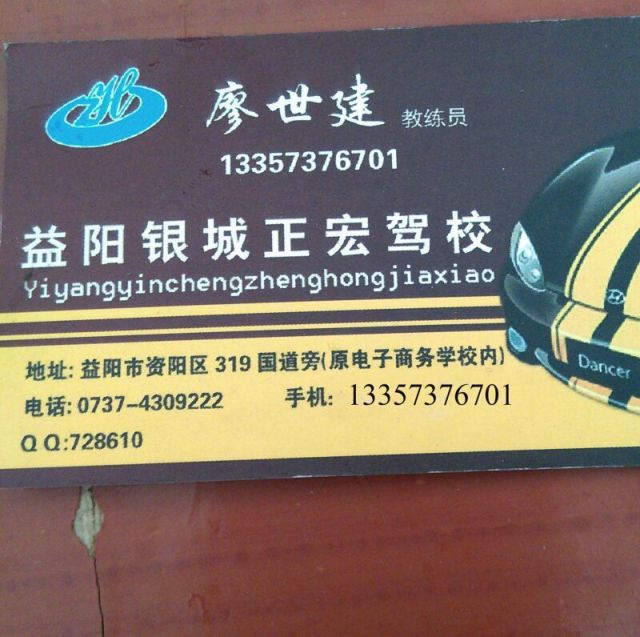 廖世建 教练员
13357376701
益阳银城正宏驾校
Yiyangyinchengzhenghongjiaxiao
地址: 益阳市资阳区 319 国道旁(原电子商务学校内)
电话: 0737-4309222 手机: 13357376701
QQ:728610
Dancer